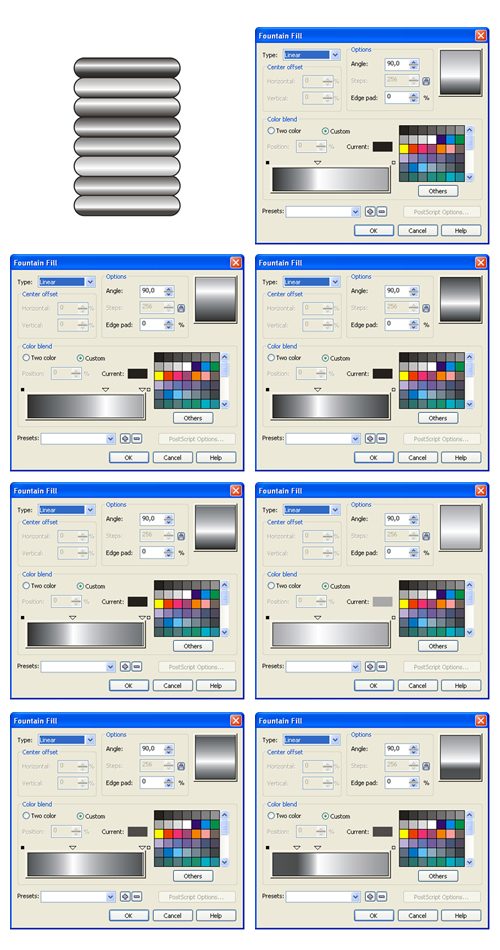 Fountain Fill
Type: Linear Options
Center offset Angle: 90,0
Horizontal: 0 % Steps: 256
Vertical: 0 % Edge pad: 0 %
Color blend
Two color Custom
Position: 0 % Current:
Others
Presets: PostScript Options...
OK Cancel Help
Fountain Fill
Type: Linear Options
Center offset Angle: 90,0
Horizontal: 0 % Steps: 256
Vertical: 0 % Edge pad: 0 %
Color blend
Two color Custom
Position: 0 % Current:
Others
Presets: PostScript Options...
OK Cancel Help
Fountain Fill
Type: Linear Options
Center offset Angle: 90,0
Horizontal: 0 % Steps: 256
Vertical: 0 % Edge pad: 0 %
Color blend
Two color Custom
Position: 0 % Current:
Others
Presets: PostScript Options...
OK Cancel Help
Fountain Fill
Type: Linear Options
Center offset Angle: 90,0
Horizontal: 0 % Steps: 256
Vertical: 0 % Edge pad: 0 %
Color blend
Two color Custom
Position: 0 % Current:
Others
Presets: PostScript Options...
OK Cancel Help
Fountain Fill
Type: Linear Options
Center offset Angle: 90,0
Horizontal: 0 % Steps: 256
Vertical: 0 % Edge pad: 0 %
Color blend
Two color Custom
Position: 0 % Current:
Others
Presets: PostScript Options...
OK Cancel Help
Fountain Fill
Type: Linear Options
Center offset Angle: 90,0
Horizontal: 0 % Steps: 256
Vertical: 0 % Edge pad: 0 %
Color blend
Two color Custom
Position: 0 % Current:
Others
Presets: PostScript Options...
OK Cancel Help
Fountain Fill
Type: Linear Options
Center offset Angle: 90,0
Horizontal: 0 % Steps: 256
Vertical: 0 % Edge pad: 0 %
Color blend
Two color Custom
Position: 0 % Current:
Others
Presets: PostScript Options...
OK Cancel Help